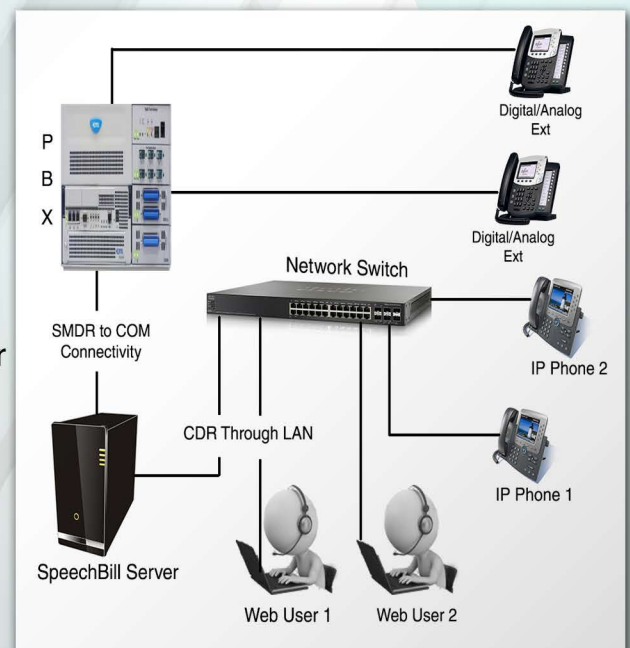 Digital/Analog
Ext
P
B
X
Digital/Analog
Ext
Network Switch
SMDR to COM
Connectivity
r
IP Phone 2
CDR Through LAN
IP Phone 1
SpeechBill Server
Web User 1
Web User 2